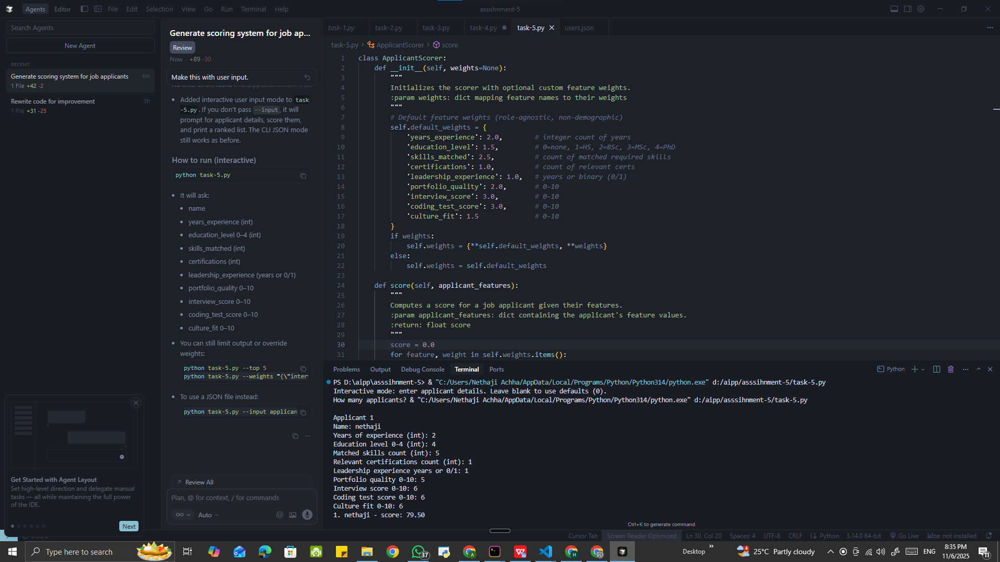 Agents Editor File Edit Selection View Go Run Terminal Help
asssihnment-5
Search Agents
New Agent
RECENT
Generate scoring system for job applicants 4m
1 File +42 -2
Rewrite code for improvement 3h
1 File +31 -25
Get Started with Agent Layout
Set high-level direction and delegate manual
tasks — all while maintaining the full power
of the IDE.
Next
Generate scoring system for job ap...
Review
Now · +89 -30
Make this with user input.
Added interactive user input mode to task
-5.py. If you don't pass --input, it will
prompt for applicant details, score them,
and print a ranked list. The CLI JSON mode
still works as before.
How to run (interactive)
python task-5.py
It will ask:
name
years_experience (int)
education_level 0–4 (int)
skills_matched (int)
certifications (int)
leadership_experience (years or 0/1)
portfolio_quality 0–10
interview_score 0–10
coding_test_score 0–10
culture_fit 0–10
You can still limit output or override
weights:
python task-5.py --top 5
python task-5.py --weights "{\"inter
To use a JSON file instead:
python task-5.py --input applican
Review All
Plan, @ for context, / for commands
Auto
task-1.py task-2.py task-3.py task-4.py task-5.py users.json
task-5.py > ApplicantScorer > score
1 class ApplicantScorer:
2 def __init__(self, weights=None):
3 """
4 Initializes the scorer with optional custom feature weights.
5 :param weights: dict mapping feature names to their weights
6 """
7 # Default feature weights (role-agnostic, non-demographic)
8 self.default_weights = {
9 'years_experience': 2.0, # integer count of years
10 'education_level': 1.5, # 0=none, 1=HS, 2=BSc, 3=MSc, 4=PhD
11 'skills_matched': 2.5, # count of matched required skills
12 'certifications': 1.0, # count of relevant certs
13 'leadership_experience': 1.0, # years or binary (0/1)
14 'portfolio_quality': 2.0, # 0–10
15 'interview_score': 3.0, # 0–10
16 'coding_test_score': 3.0, # 0–10
17 'culture_fit': 1.5 # 0–10
18 }
19 if weights:
20 self.weights = {**self.default_weights, **weights}
21 else:
22 self.weights = self.default_weights
23
24 def score(self, applicant_features):
25 """
26 Computes a score for a job applicant given their features.
27 :param applicant_features: dict containing the applicant's feature values.
28 :return: float score
29 """
30 score = 0.0
31 for feature, weight in self.weights.items():
Problems Output Debug Console Terminal Ports
Python
PS D:\aipp\asssihnment-5> & "C:/Users/Nethaji Achha/AppData/Local/Programs/Python/Python314/python.exe" d:/aipp/asssihnment-5/task-5.py
Interactive mode: enter applicant details. Leave blank to use defaults (0).
How many applicants? & "C:/Users/Nethaji Achha/AppData/Local/Programs/Python/Python314/python.exe" d:/aipp/asssihnment-5/task-5.py
Applicant 1
Name: nethaji
Years of experience (int): 2
Education level 0-4 (int): 4
Matched skills count (int): 5
Relevant certifications count (int): 1
Leadership experience years or 0/1: 1
Portfolio quality 0-10: 5
Interview score 0-10: 6
Coding test score 0-10: 6
Culture fit 0-10: 6
1. nethaji - score: 79.50
Ctrl+K to generate command
Cursor Tab Screen Reader Optimized Ln 30, Col 20 Spaces: 4 UTF-8 CRLF Python 3.14.0 64-bit Go Live kite: not installed
Type here to search
37
Desktop
4
25°C Partly cloudy
ENG
8:35 PM
11/6/2025
11